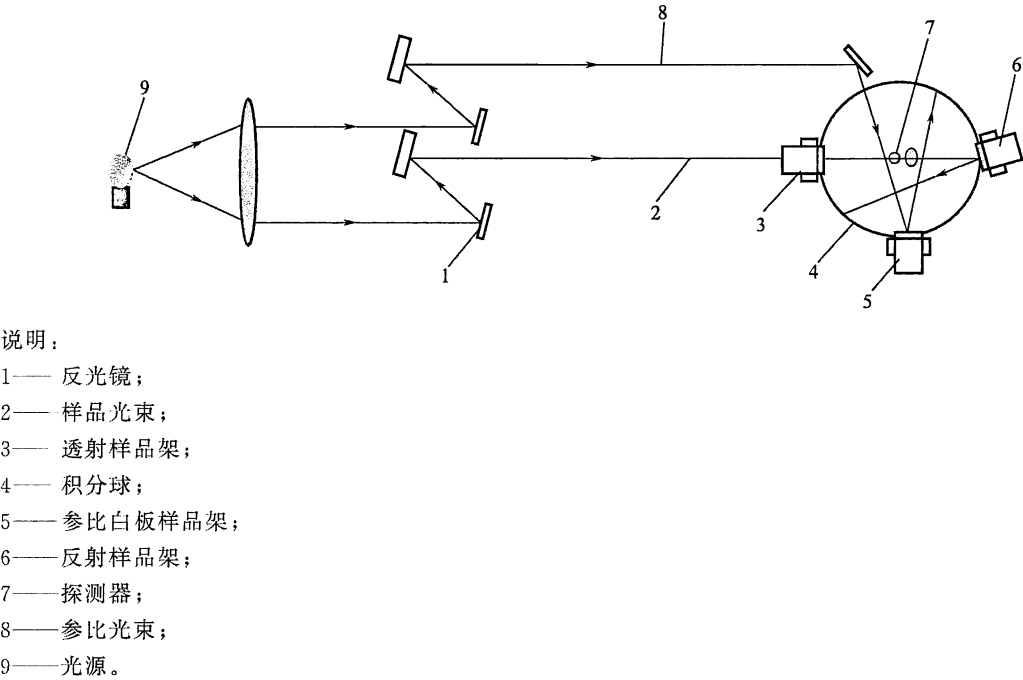 8
7
6
9
2
3
1
4
5
说明:
1—— 反光镜;
2—— 样品光束;
3—— 透射样品架;
4—— 积分球;
5——参比白板样品架;
6——反射样品架;
7——探测器;
8——参比光束;
9——光源。